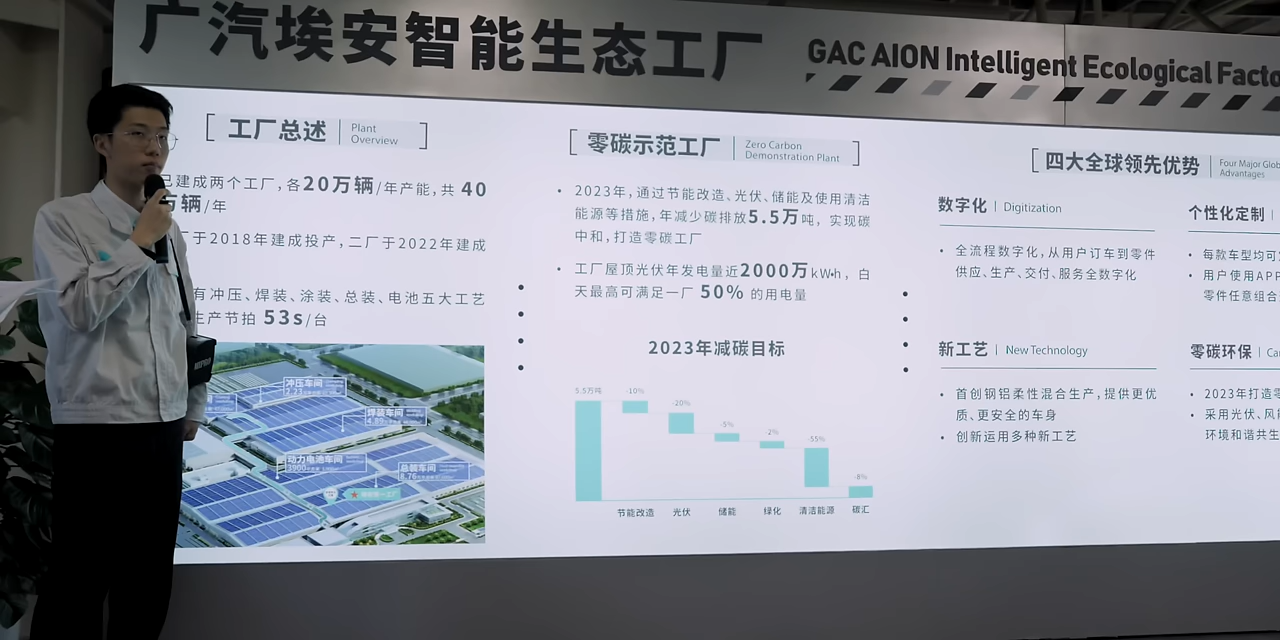 广汽埃安智能生态工厂
GAC AION Intelligent Ecological Facto
工厂总述
Plant
Overview
已建成两个工厂，各20万辆/年产能，共 40
万辆/年
厂于2018年建成投产，二厂于2022年建成
有冲压、焊装、涂装、总装、电池五大工艺
生产节拍 53s/台
冲压车间
2.23
焊装车间
4.89
动力电池车间
3900
总装车间
8.76
零碳示范工厂
Zero Carbon
Demonstration Plant
• 2023年，通过节能改造、光伏、储能及使用清洁
能源等措施，年减少碳排放5.5万吨，实现碳
中和，打造零碳工厂
• 工厂屋顶光伏年发电量近2000万kW•h，白
天最高可满足一厂 50% 的用电量
2023年减碳目标
5.5万吨
-10%
-20%
-5%
-2%
-55%
-8%
节能改造
光伏
储能
绿化
清洁能源
碳汇
四大全球领先优势
Four Major Glob
Advantages
数字化
Digitization
• 全流程数字化，从用户订车到零件
供应、生产、交付、服务全数字化
个性化定制
• 每款车型均可
• 用户使用APP
零件任意组合
新工艺
New Technology
• 首创钢铝柔性混合生产，提供更优
质、更安全的车身
• 创新运用多种新工艺
零碳环保
Ca
• 2023年打造零
• 采用光伏、风能
环境和谐共生